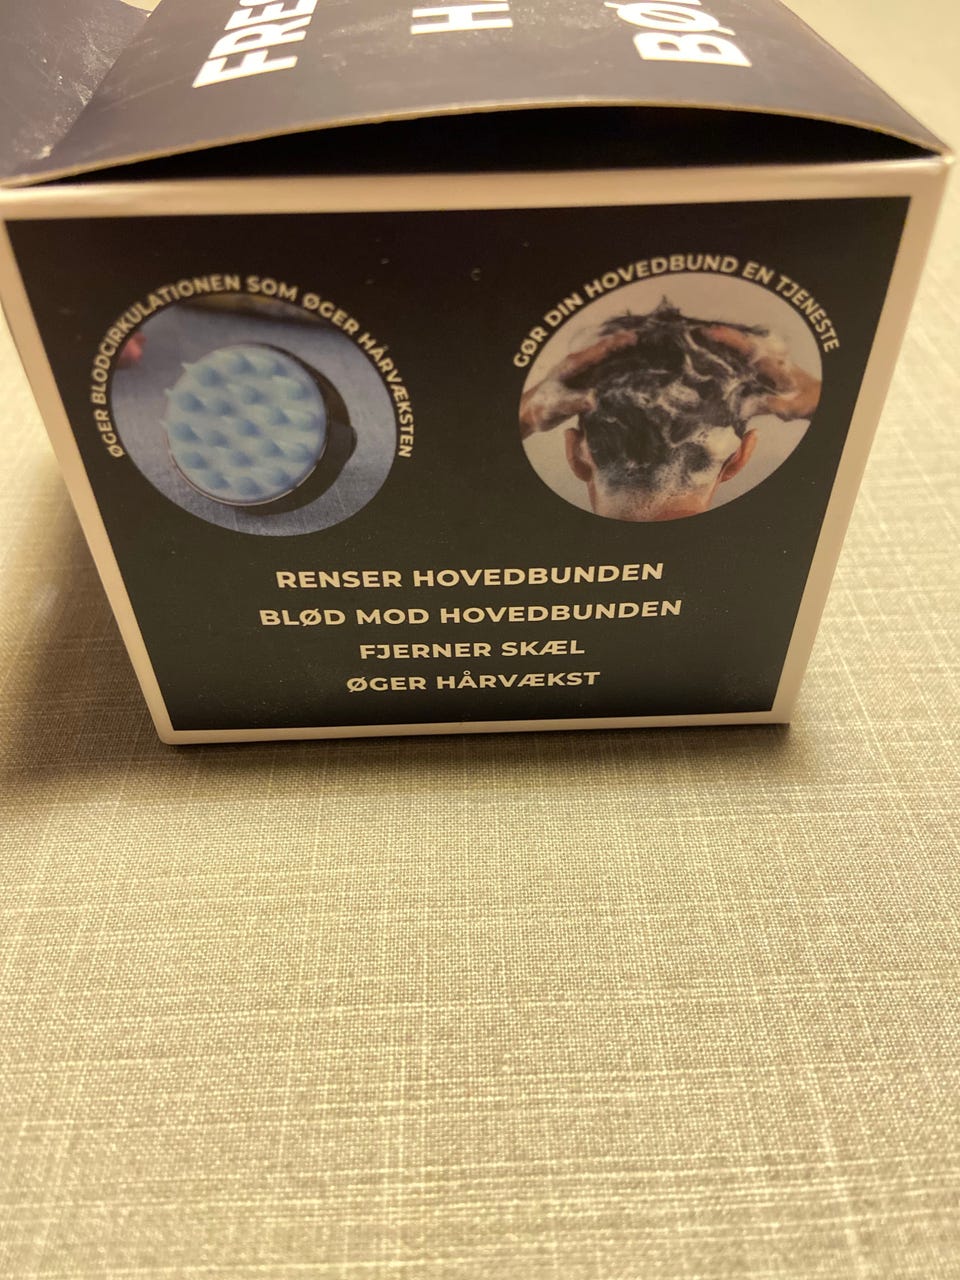 ØGER BLODCIRKULATIONEN SOM ØGER HÅRVÆKSTEN
GØR DIN HOVEDBUND EN TJENESTE
RENSER HOVEDBUNDEN
BLØD MOD HOVEDBUNDEN
FJERNER SKÆL
ØGER HÅRVÆKST